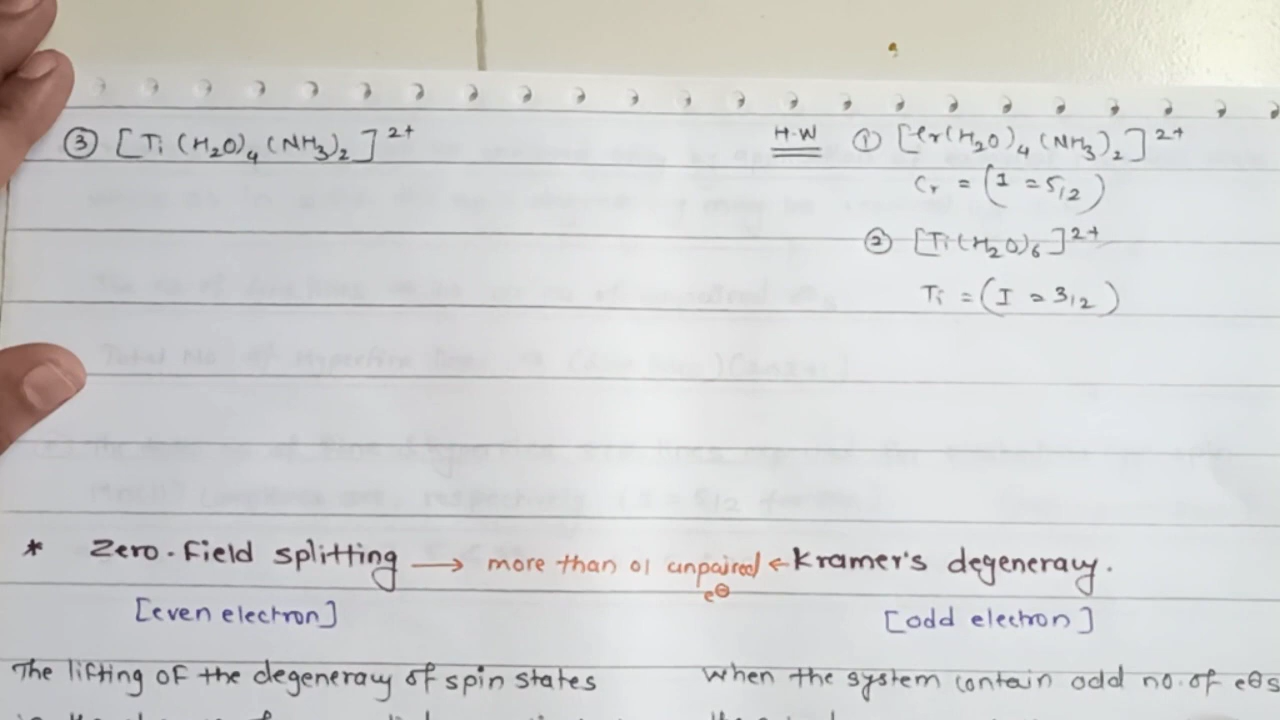 ③ [Ti (H₂O)₄ (NH₃)₂]²⁺
H.W ① [Cr(H₂O)₄ (NH₃)₂]²⁺
Cr = (I = 5/2)
② [Ti(H₂O)₆]²⁺
Ti = (I = 3/2)
* Zero-Field splitting → more than 01 unpaired e⊖ ← Kramer's degeneracy.
[even electron] [odd electron]
The lifting of the degeneracy of spin states
when the system contain odd no. of e⊖s